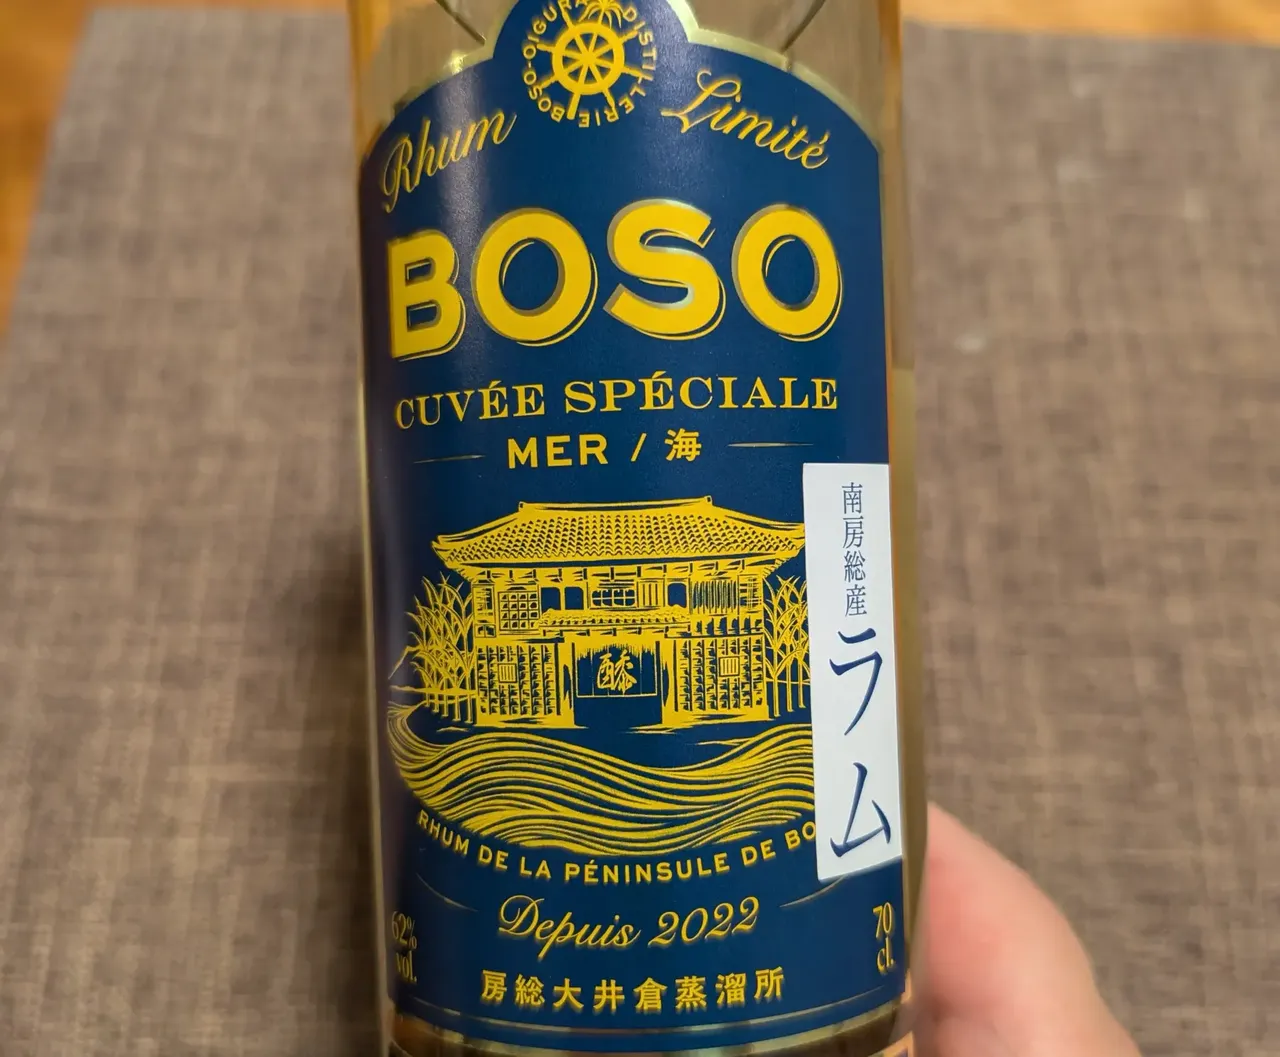 BOSO-OIGURA DISTILLERIE
Rhum Limité
BOSO
CUVÉE SPÉCIALE
MER / 海
南房総産
ラム
RHUM DE LA PÉNINSULE DE BO
Depuis 2022
62% vol.
70 cl.
房総大井倉蒸溜所